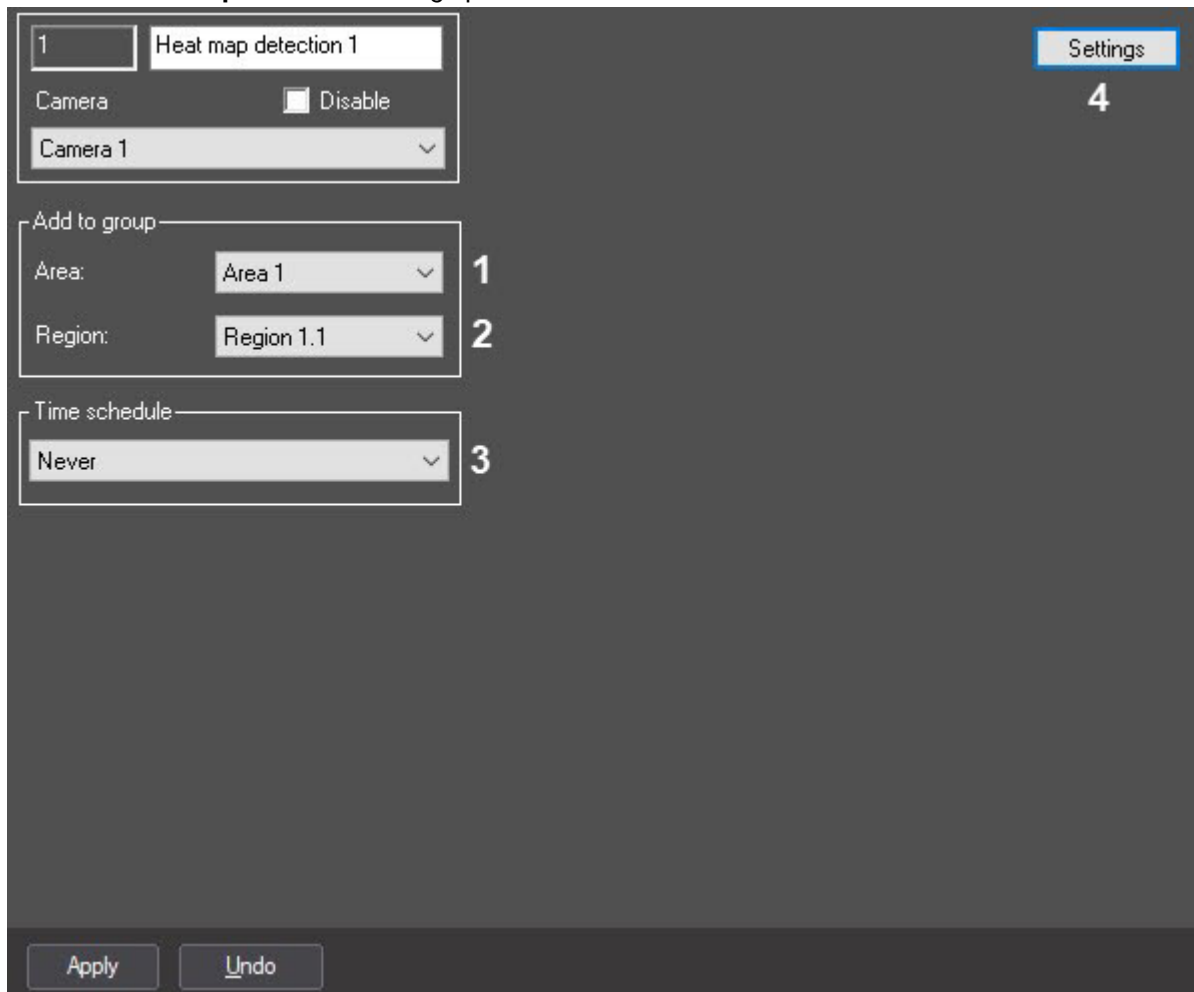 1 Heat map detection 1 Settings
Camera Disable 4
Camera 1
Add to group
Area: Area 1 1
Region: Region 1.1 2
Time schedule
Never 3
Apply Undo